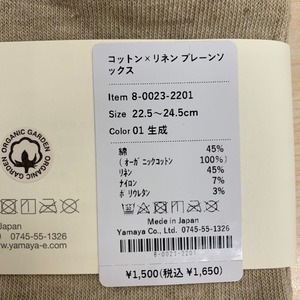 コットン×リネン プレーンソ
ックス
Item 8-0023-2201
Size 22.5～24.5cm
Color 01 生成
綿 45%
(オーガニックコットン 100%)
リネン 45%
ナイロン 7%
ポリウレタン 3%
Made in Japan
Yamaya Co., Ltd. 0745-55-1326
8-0023-2201
¥1,500(税込 ¥1,650)
ORGANIC GARDEN
ORGANIC GARDEN
Japan
0745-55-1326
www.yamaya-e.com